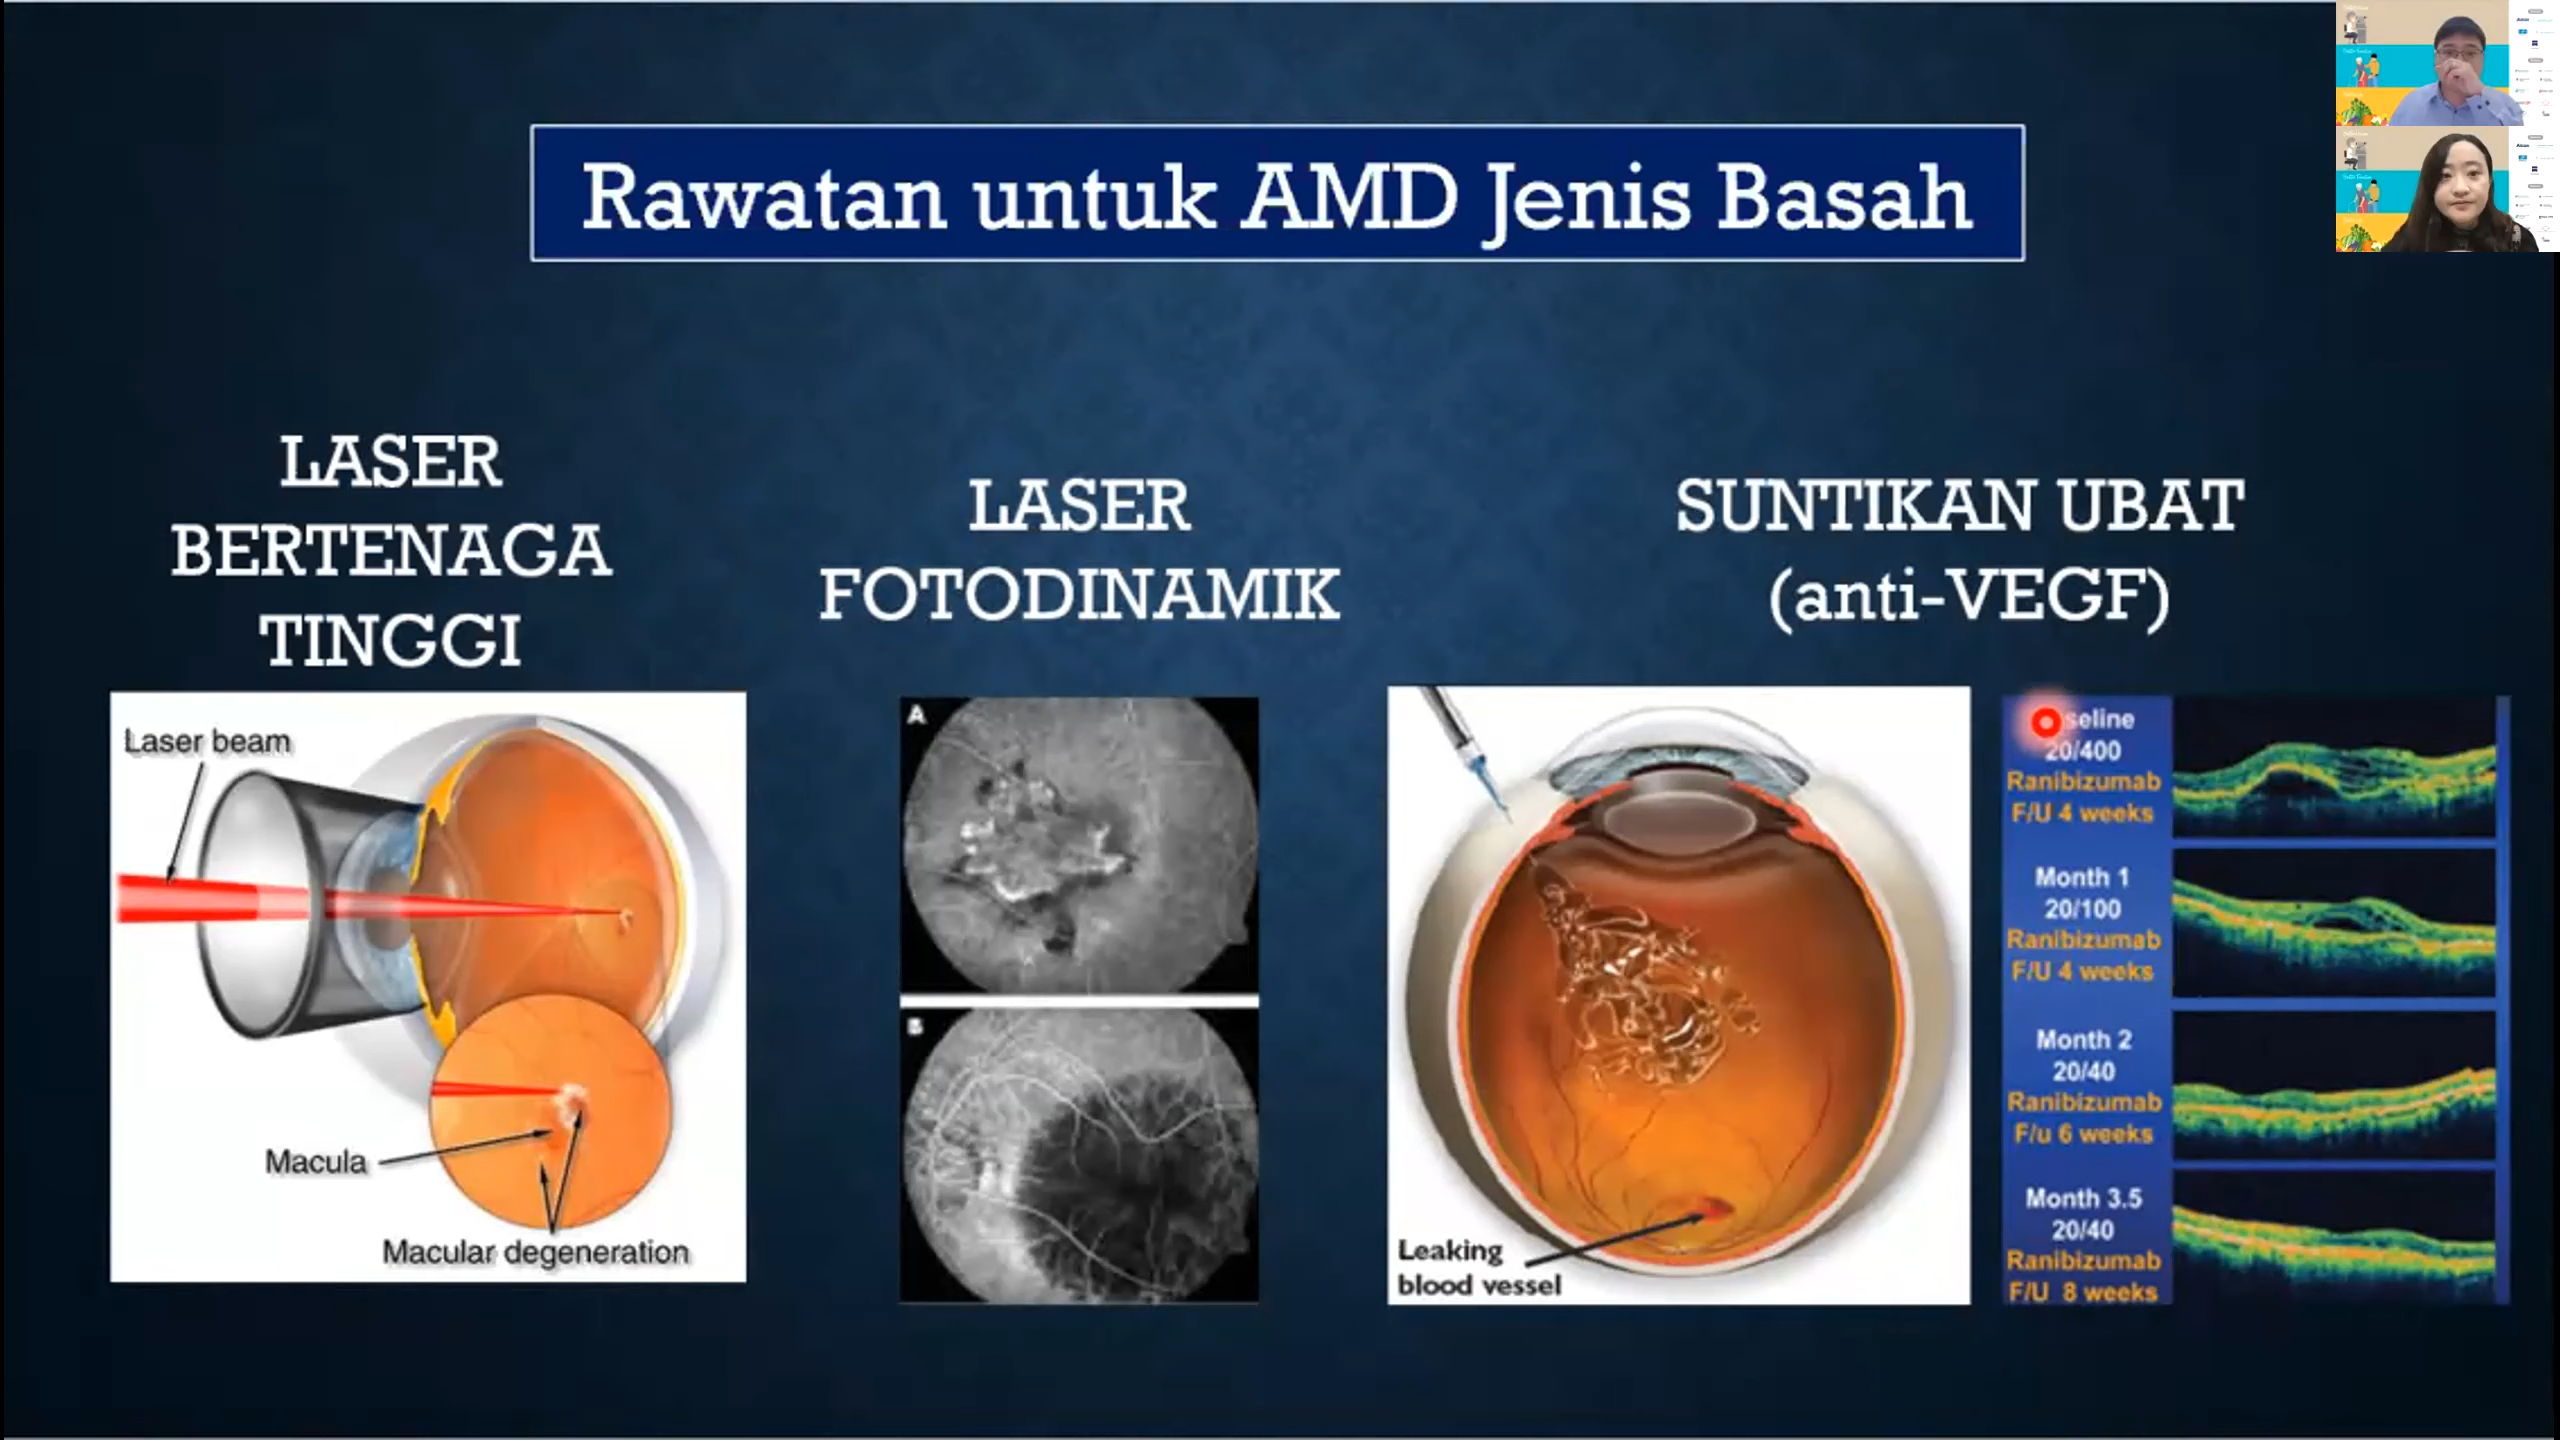 Rawatan untuk AMD Jenis Basah
LASER
BERTENAGA
TINGGI
Laser beam
Macula
Macular degeneration
LASER
FOTODINAMIK
A
B
SUNTIKAN UBAT
(anti-VEGF)
Leaking
blood vessel
seline
20/400
Ranibizumab
F/U 4 weeks
Month 1
20/100
Ranibizumab
F/U 4 weeks
Month 2
20/40
Ranibizumab
F/u 6 weeks
Month 3.5
20/40
Ranibizumab
F/U 8 weeks